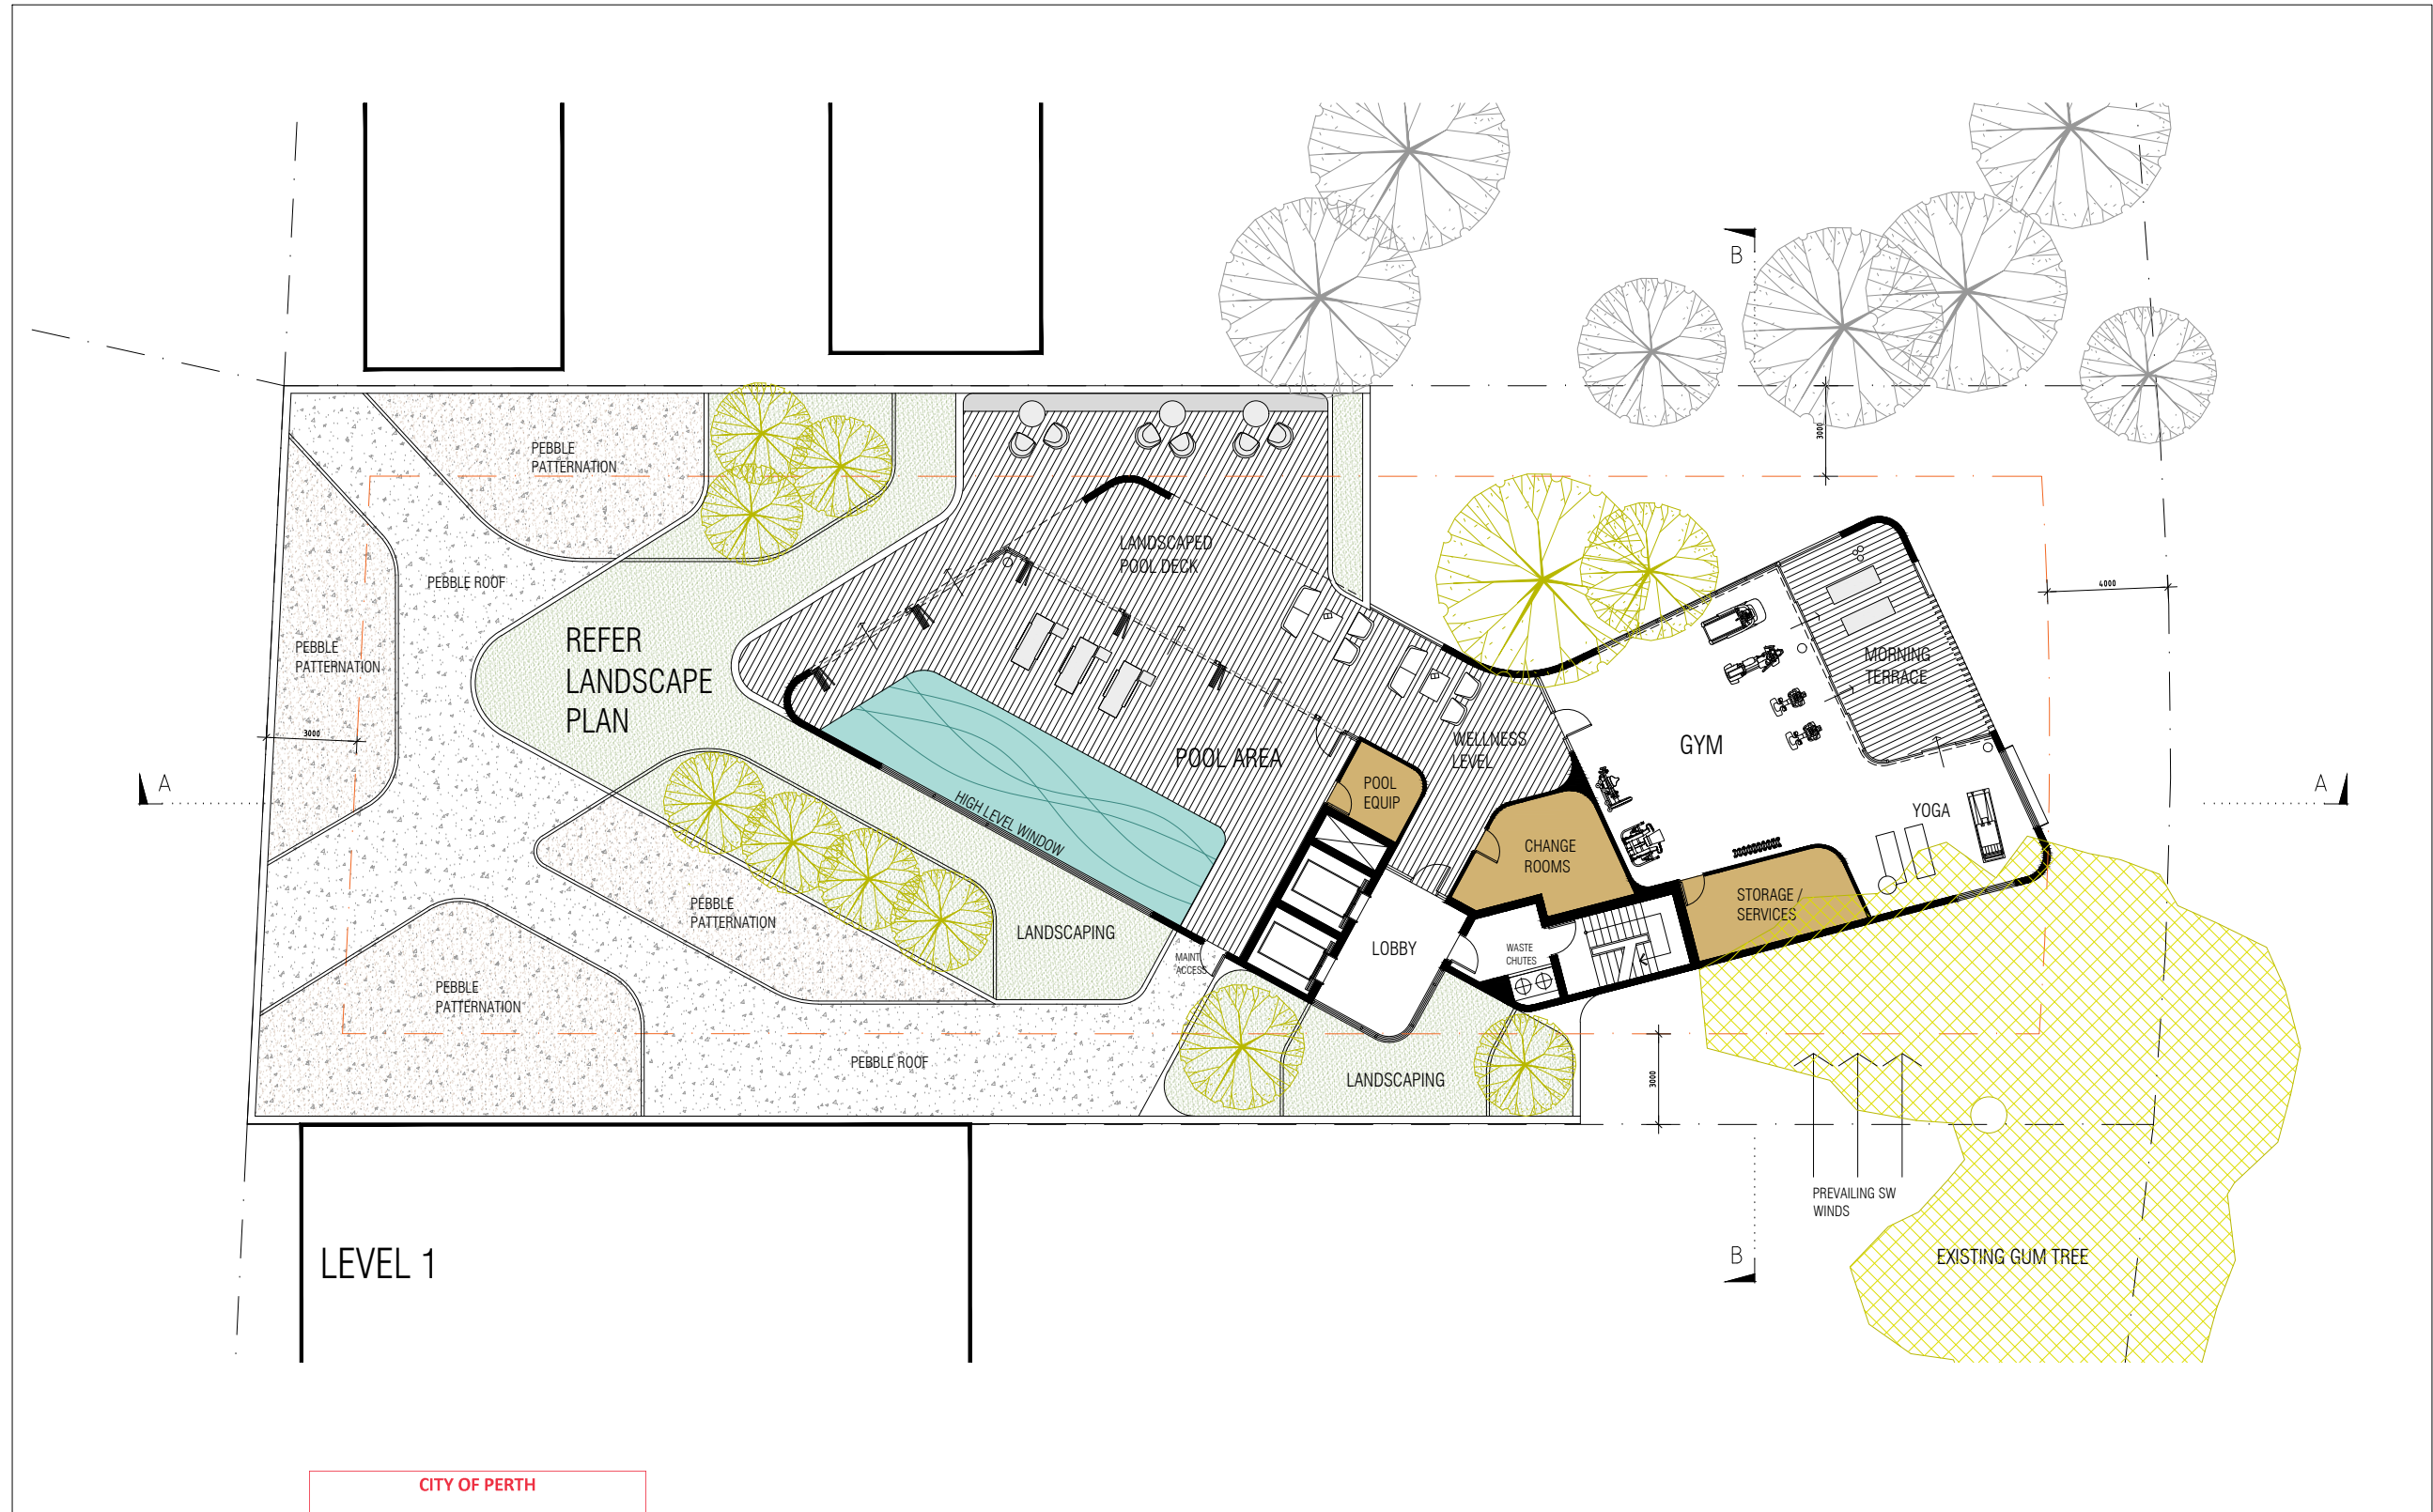 B
PEBBLE
PATTERNATION
3000
LANDSCAPED
POOL DECK
PEBBLE ROOF
4000
REFER
LANDSCAPE
PLAN
PEBBLE
PATTERNATION
MORNING
TERRACE
3000
POOL AREA
WELLNESS
LEVEL
GYM
A
POOL
EQUIP
A
HIGH LEVEL WINDOW
YOGA
CHANGE
ROOMS
STORAGE /
SERVICES
PEBBLE
PATTERNATION
LANDSCAPING
LOBBY
WASTE
CHUTES
MAINT
ACCESS
PEBBLE
PATTERNATION
PEBBLE ROOF
LANDSCAPING
3000
PREVAILING SW
WINDS
LEVEL 1
B
EXISTING GUM TREE
CITY OF PERTH